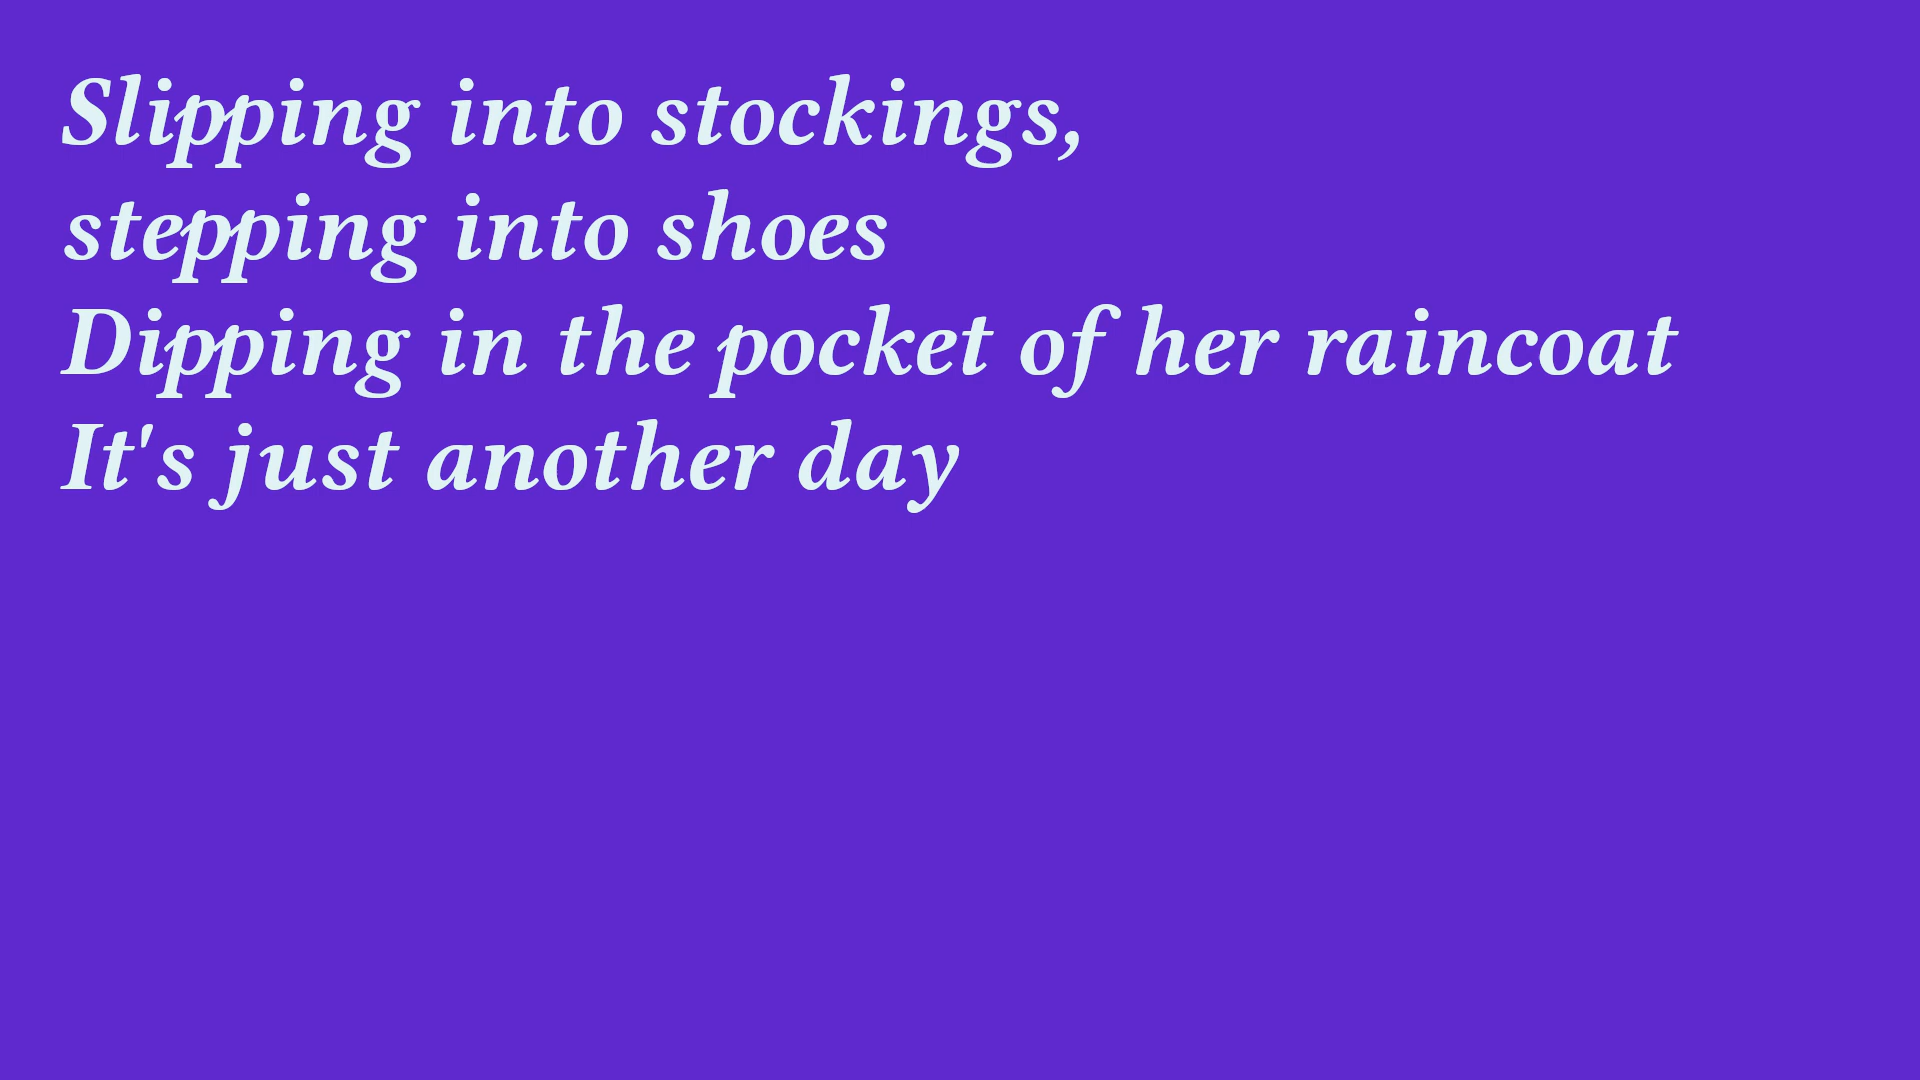 Slipping into stockings,
stepping into shoes
Dipping in the pocket of her raincoat
It's just another day